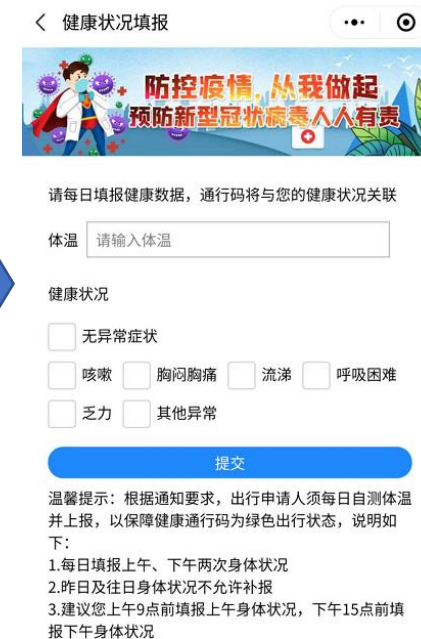 健康状况填报
防控疫情，从我做起
预防新型冠状病毒人人有责
请每日填报健康数据，通行码将与您的健康状况关联
体温 请输入体温
健康状况
无异常症状
咳嗽 胸闷胸痛 流涕 呼吸困难
乏力 其他异常
提交
温馨提示：根据通知要求，出行申请人须每日自测体温
并上报，以保障健康通行码为绿色出行状态，说明如
下：
1.每日填报上午、下午两次身体状况
2.昨日及往日身体状况不允许补报
3.建议您上午9点前填报上午身体状况，下午15点前填
报下午身体状况